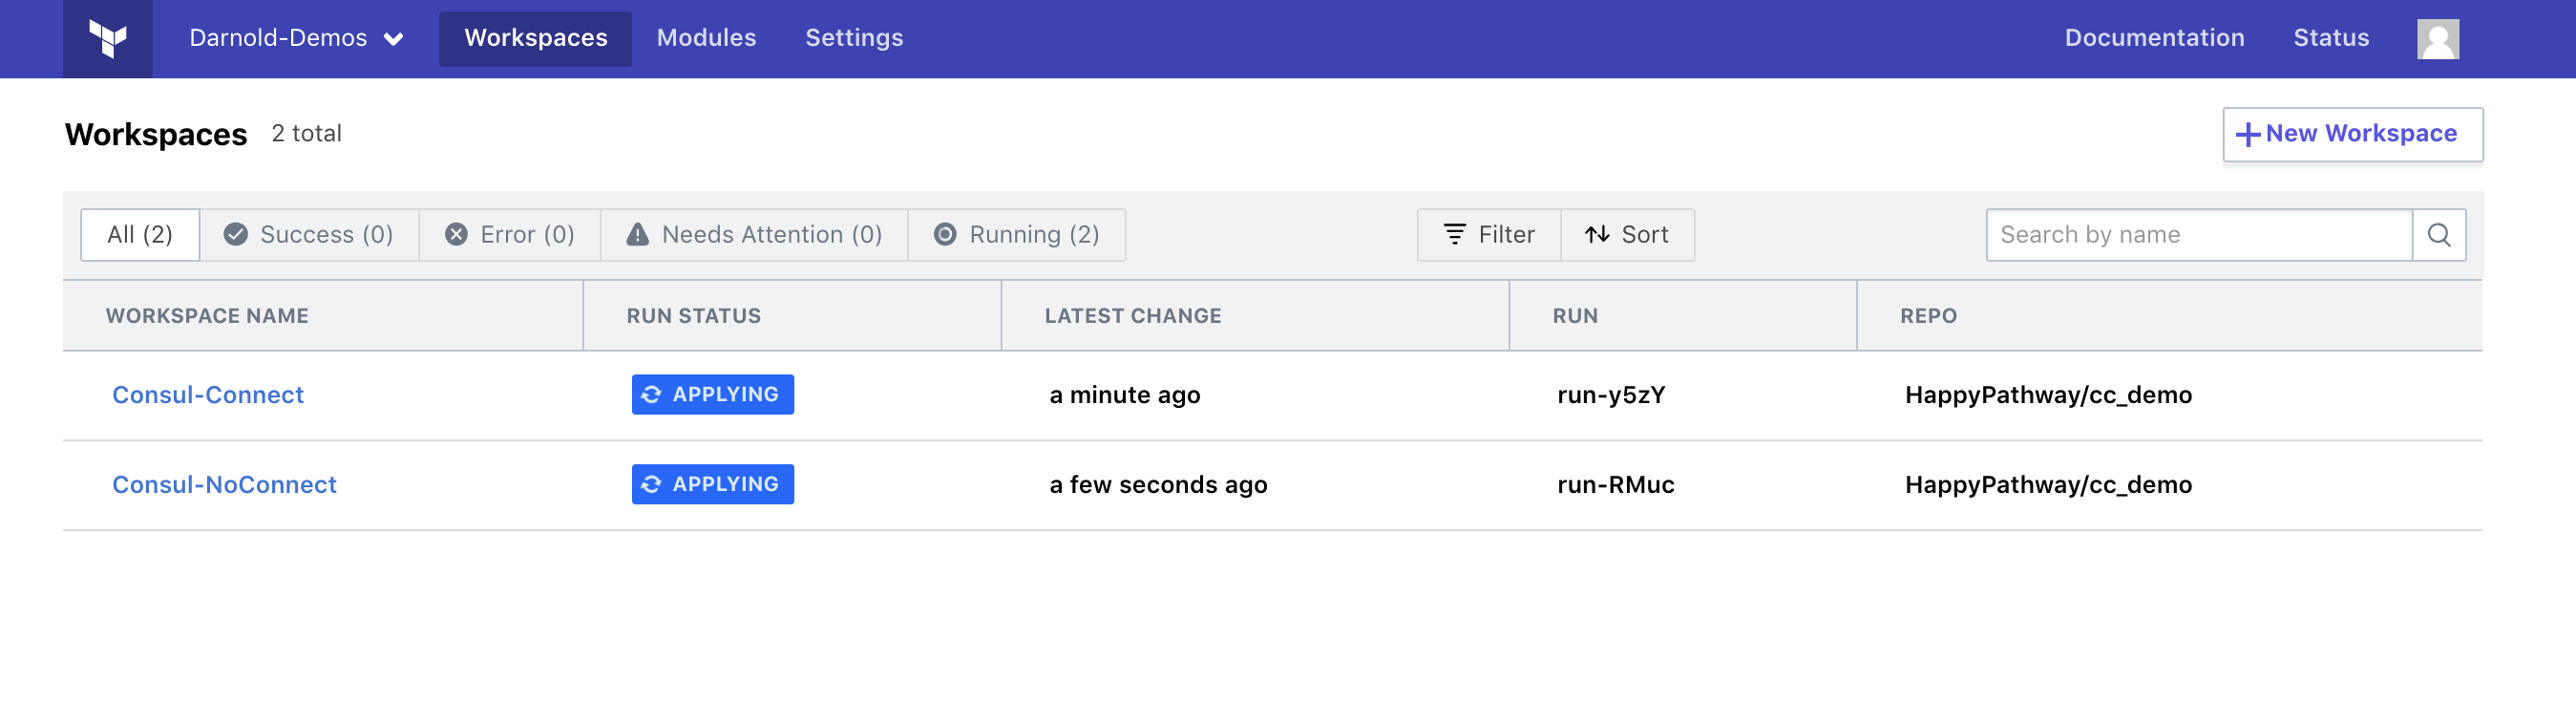 Darnold-Demos Workspaces Modules Settings Documentation Status
Workspaces 2 total New Workspace
All (2) Success (0) Error (0) Needs Attention (0) Running (2) Filter Sort Search by name
WORKSPACE NAME RUN STATUS LATEST CHANGE RUN REPO
Consul-Connect APPLYING a minute ago run-y5zY HappyPathway/cc_demo
Consul-NoConnect APPLYING a few seconds ago run-RMuc HappyPathway/cc_demo